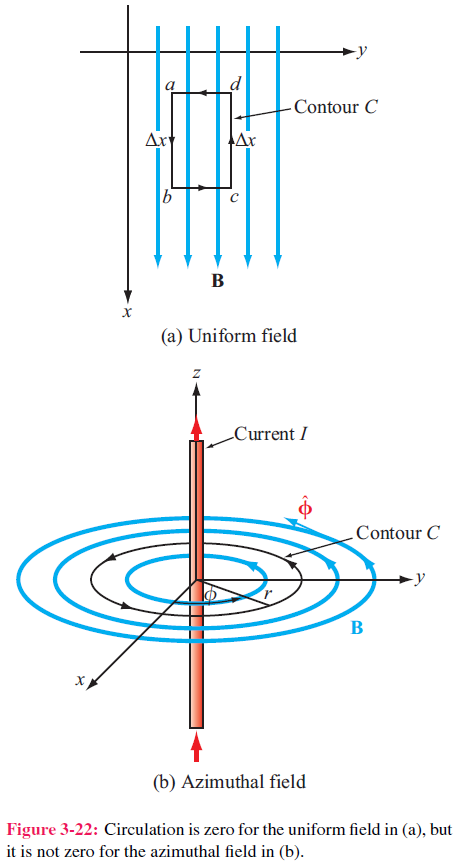 y
a
d
Contour C
Δx
Δx
b
c
B
x
(a) Uniform field
z
Current I
ϕ̂
Contour C
ϕ
r
y
B
x
(b) Azimuthal field
Figure 3-22: Circulation is zero for the uniform field in (a), but
it is not zero for the azimuthal field in (b).